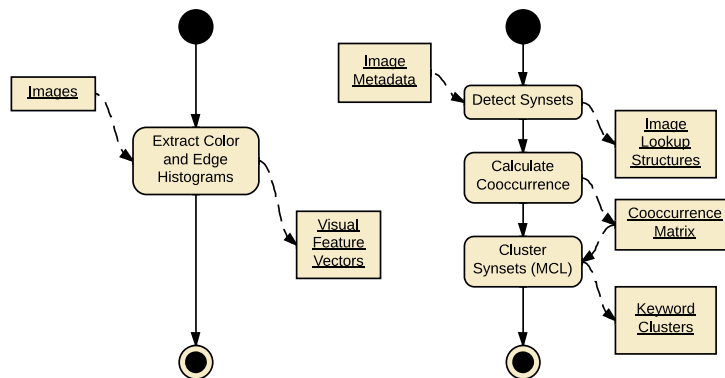 Images
Extract Color
and Edge
Histograms
Visual
Feature
Vectors
Image
Metadata
Detect Synsets
Image
Lookup
Structures
Calculate
Cooccurrence
Cooccurrence
Matrix
Cluster
Synsets (MCL)
Keyword
Clusters